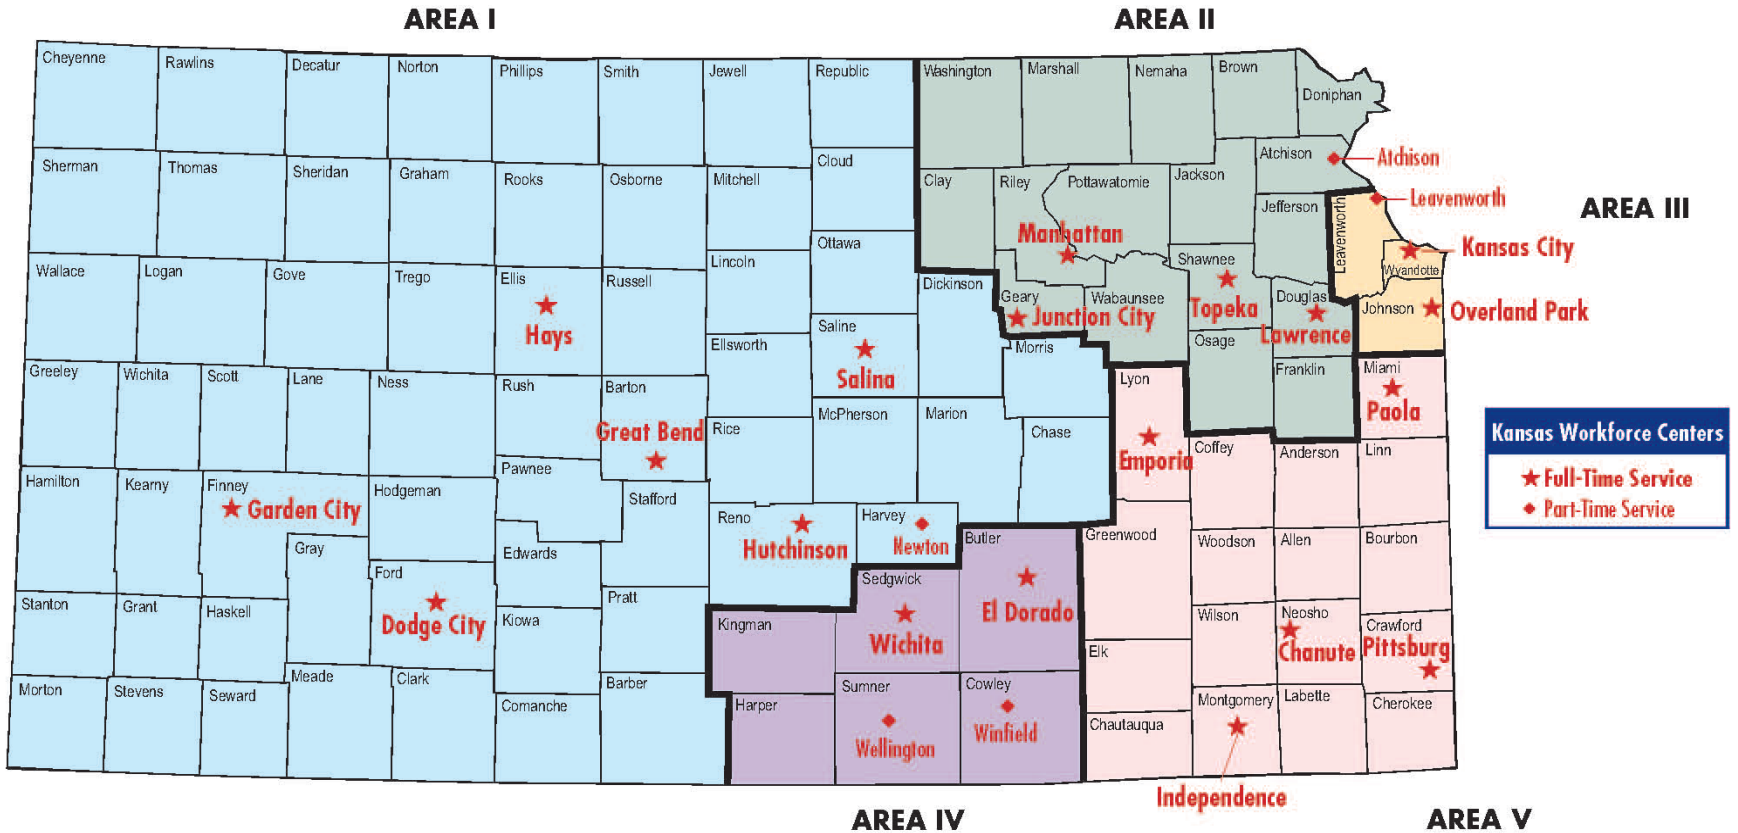 AREA I
AREA II
Cheyenne
Rawlins
Decatur
Norton
Phillips
Smith
Jewell
Republic
Washington
Marshall
Nemaha
Brown
Doniphan
Sherman
Thomas
Sheridan
Graham
Rooks
Osborne
Mitchell
Cloud
Clay
Riley
Pottawatomie
Jackson
Atchison
Atchison
Jefferson
Leavenworth
Leavenworth
AREA III
Manhattan
Kansas City
Wyandotte
Wallace
Logan
Gove
Trego
Ellis
Hays
Russell
Lincoln
Ottawa
Dickinson
Geary
Junction City
Wabaunsee
Shawnee
Topeka
Douglas
Lawrence
Johnson
Overland Park
Saline
Salina
Ellsworth
Morris
Osage
Franklin
Miami
Paola
Greeley
Wichita
Scott
Lane
Ness
Rush
Barton
Great Bend
Rice
McPherson
Marion
Chase
Lyon
Emporia
Coffey
Anderson
Linn
Kansas Workforce Centers
Full-Time Service
Part-Time Service
Hamilton
Kearny
Finney
Garden City
Hodgeman
Pawnee
Stafford
Reno
Hutchinson
Harvey
Newton
Butler
El Dorado
Greenwood
Woodson
Allen
Bourbon
Gray
Ford
Dodge City
Edwards
Pratt
Kingman
Sedgwick
Wichita
Wilson
Neosho
Chanute
Crawford
Pittsburg
Stanton
Grant
Haskell
Kiowa
Elk
Morton
Stevens
Seward
Meade
Clark
Comanche
Barber
Harper
Sumner
Wellington
Cowley
Winfield
Chautauqua
Montgomery
Independence
Labette
Cherokee
AREA IV
AREA V